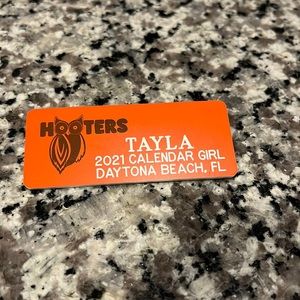 HOOTERS
TAYLA
2021 CALENDAR GIRL
DAYTONA BEACH, FL